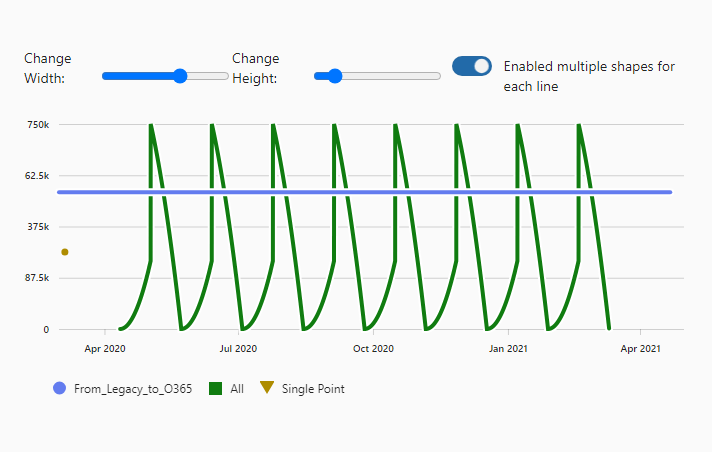 Change Width:
Change Height:
Enabled multiple shapes for each line
750k
62.5k
375k
87.5k
0
Apr 2020
Jul 2020
Oct 2020
Jan 2021
Apr 2021
From_Legacy_to_O365
All
Single Point